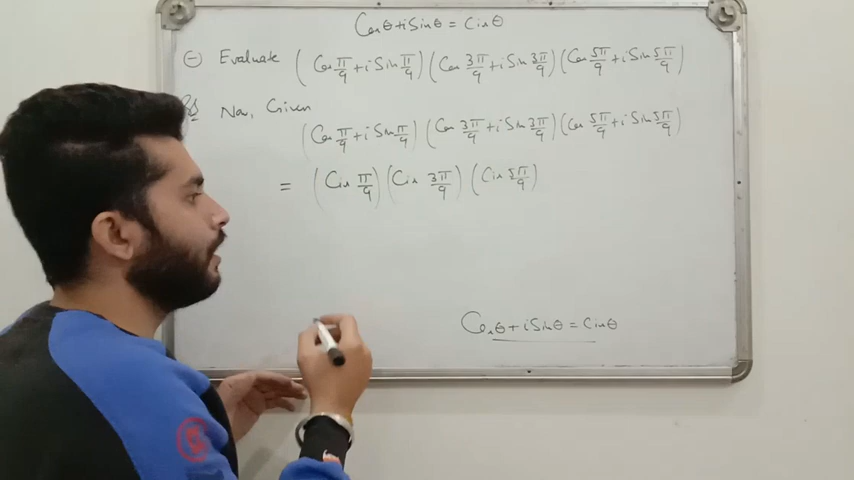 Cosθ+iSinθ = Cisθ
Evaluate (Cos π/9 + i Sin π/9) (Cos 3π/9 + i Sin 3π/9) (Cos 5π/9 + i Sin 5π/9)
Now, Given
(Cos π/9 + i Sin π/9) (Cos 3π/9 + i Sin 3π/9) (Cos 5π/9 + i Sin 5π/9)
= (Cis π/9) (Cis 3π/9) (Cis 5π/9)
Cosθ + iSinθ = Cisθ